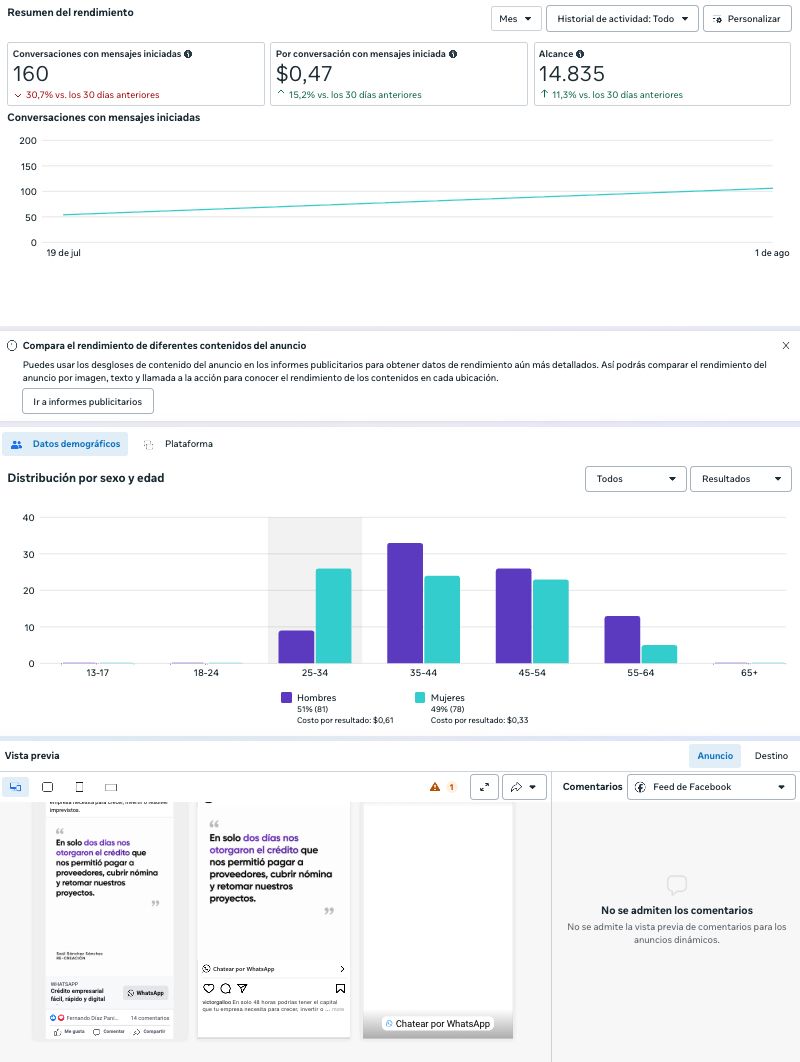 Resumen del rendimiento
Mes
Historial de actividad: Todo
Personalizar
Conversaciones con mensajes iniciadas
160
30,7% vs. los 30 días anteriores
Por conversación con mensajes iniciada
$0,47
15,2% vs. los 30 días anteriores
Alcance
14.835
11,3% vs. los 30 días anteriores
Conversaciones con mensajes iniciadas
200
150
100
50
0
19 de jul
1 de ago
Compara el rendimiento de diferentes contenidos del anuncio
Puedes usar los desgloses de contenido del anuncio en los informes publicitarios para obtener datos de rendimiento aún más detallados. Así podrás comparar el rendimiento del
anuncio por imagen, texto y llamada a la acción para conocer el rendimiento de los contenidos en cada ubicación.
Ir a informes publicitarios
Datos demográficos
Plataforma
Distribución por sexo y edad
Todos
Resultados
40
30
20
10
0
13-17
18-24
25-34
35-44
45-54
55-64
65+
Hombres
51% (81)
Costo por resultado: $0,61
Mujeres
49% (78)
Costo por resultado: $0,33
Vista previa
Anuncio
Destino
1
Comentarios
Feed de Facebook
empresa necesita para crecer, invertir o resolver
imprevistos.
“
En solo dos días nos
otorgaron el crédito que
nos permitió pagar a
proveedores, cubrir nómina
y retomar nuestros
proyectos.
”
Saúl Sánchez Sánchez
RE-CREACIÓN
WHATSAPP
Crédito empresarial
fácil, rápido y digital
WhatsApp
Fernando Díaz Pani...
14 comentarios
Me gusta
Comentar
Compartir
“
En solo dos días nos
otorgaron el crédito que
nos permitió pagar a
proveedores, cubrir nómina
y retomar nuestros
proyectos.
”
Chatear por WhatsApp
victorgalloo En solo 48 horas podrías tener el capital
que tu empresa necesita para crecer, invertir o ... more
Chatear por WhatsApp
No se admiten los comentarios
No se admite la vista previa de comentarios para los
anuncios dinámicos.